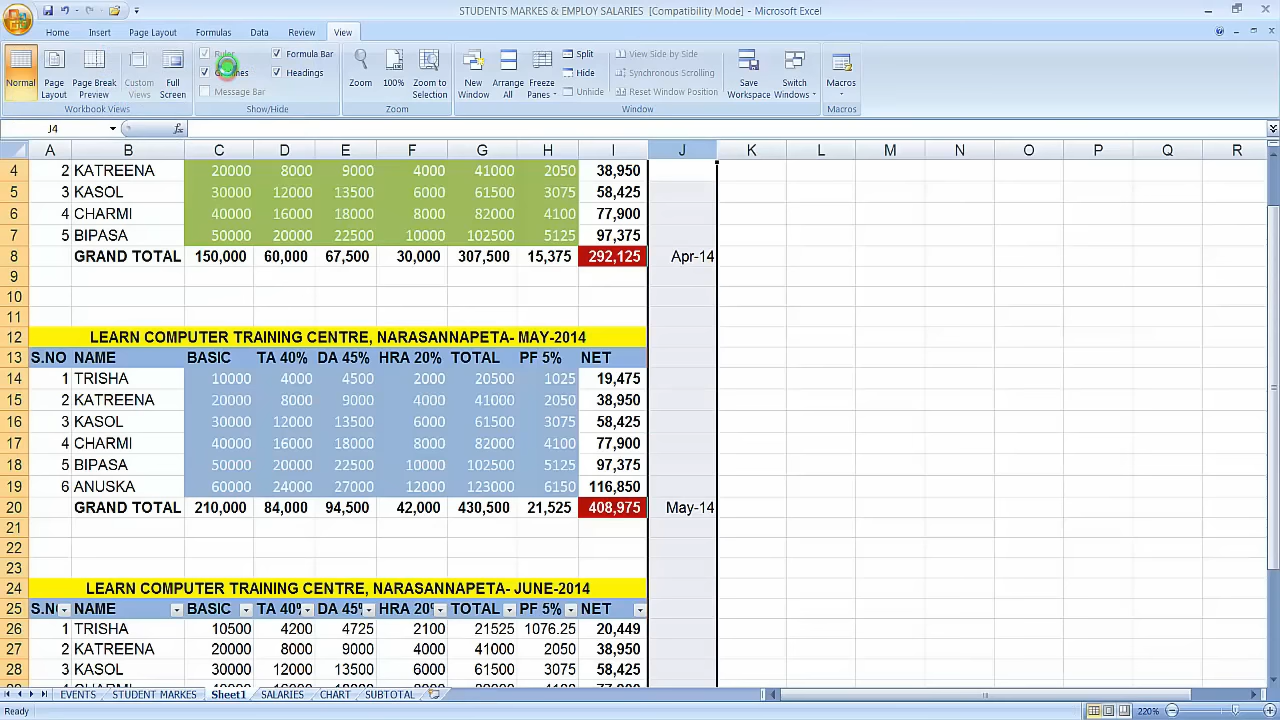 STUDENTS MARKES & EMPLOY SALARIES [Compatibility Mode] - Microsoft Excel
Home Insert Page Layout Formulas Data Review View
Ruler Formula Bar Split View Side by Side
Headings Hide Synchronous Scrolling
Message Bar Unhide Reset Window Position
Normal Page Layout Page Break Preview Custom Views Full Screen Zoom 100% Zoom to Selection New Window Arrange All Freeze Panes Save Workspace Switch Windows Macros
Workbook Views Show/Hide Zoom Window Macros
J4 fx
A B C D E F G H I J K L M N O P Q R
4 2 KATREENA 20000 8000 9000 4000 41000 2050 38,950
5 3 KASOL 30000 12000 13500 6000 61500 3075 58,425
6 4 CHARMI 40000 16000 18000 8000 82000 4100 77,900
7 5 BIPASA 50000 20000 22500 10000 102500 5125 97,375
8 GRAND TOTAL 150,000 60,000 67,500 30,000 307,500 15,375 292,125 Apr-14
9
10
11
12 LEARN COMPUTER TRAINING CENTRE, NARASANNAPETA- MAY-2014
13 S.NO NAME BASIC TA 40% DA 45% HRA 20% TOTAL PF 5% NET
14 1 TRISHA 10000 4000 4500 2000 20500 1025 19,475
15 2 KATREENA 20000 8000 9000 4000 41000 2050 38,950
16 3 KASOL 30000 12000 13500 6000 61500 3075 58,425
17 4 CHARMI 40000 16000 18000 8000 82000 4100 77,900
18 5 BIPASA 50000 20000 22500 10000 102500 5125 97,375
19 6 ANUSKA 60000 24000 27000 12000 123000 6150 116,850
20 GRAND TOTAL 210,000 84,000 94,500 42,000 430,500 21,525 408,975 May-14
21
22
23
24 LEARN COMPUTER TRAINING CENTRE, NARASANNAPETA- JUNE-2014
25 S.NO NAME BASIC TA 40% DA 45% HRA 20% TOTAL PF 5% NET
26 1 TRISHA 10500 4200 4725 2100 21525 1076.25 20,449
27 2 KATREENA 20000 8000 9000 4000 41000 2050 38,950
28 3 KASOL 30000 12000 13500 6000 61500 3075 58,425
EVENTS STUDENT MARKES Sheet1 SALARIES CHART SUBTOTAL
Ready 220%